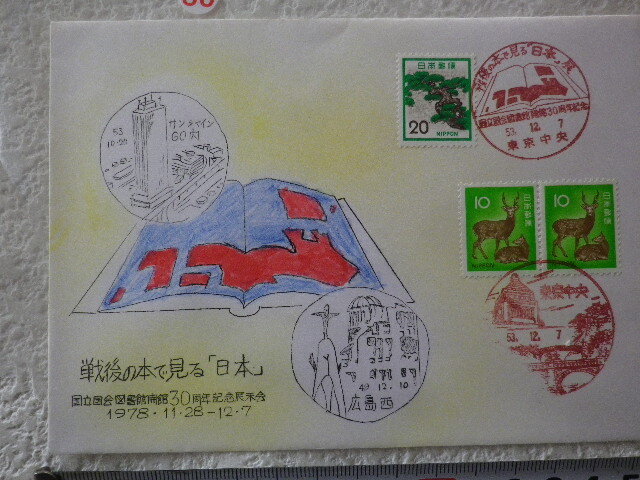 日本郵便
20
NIPPON
戦後の本で見る「日本」展
国立国会図書館開館30周年記念
53.12.7
東京中央
サンシャイン
60内
53
10
10
日本郵便
NIPPON
10
日本郵便
東京中央
53.12.7
12.10
広島西
戦後の本で見る「日本」
国立国会図書館開館30周年記念展示会
1978・11・28-12・7